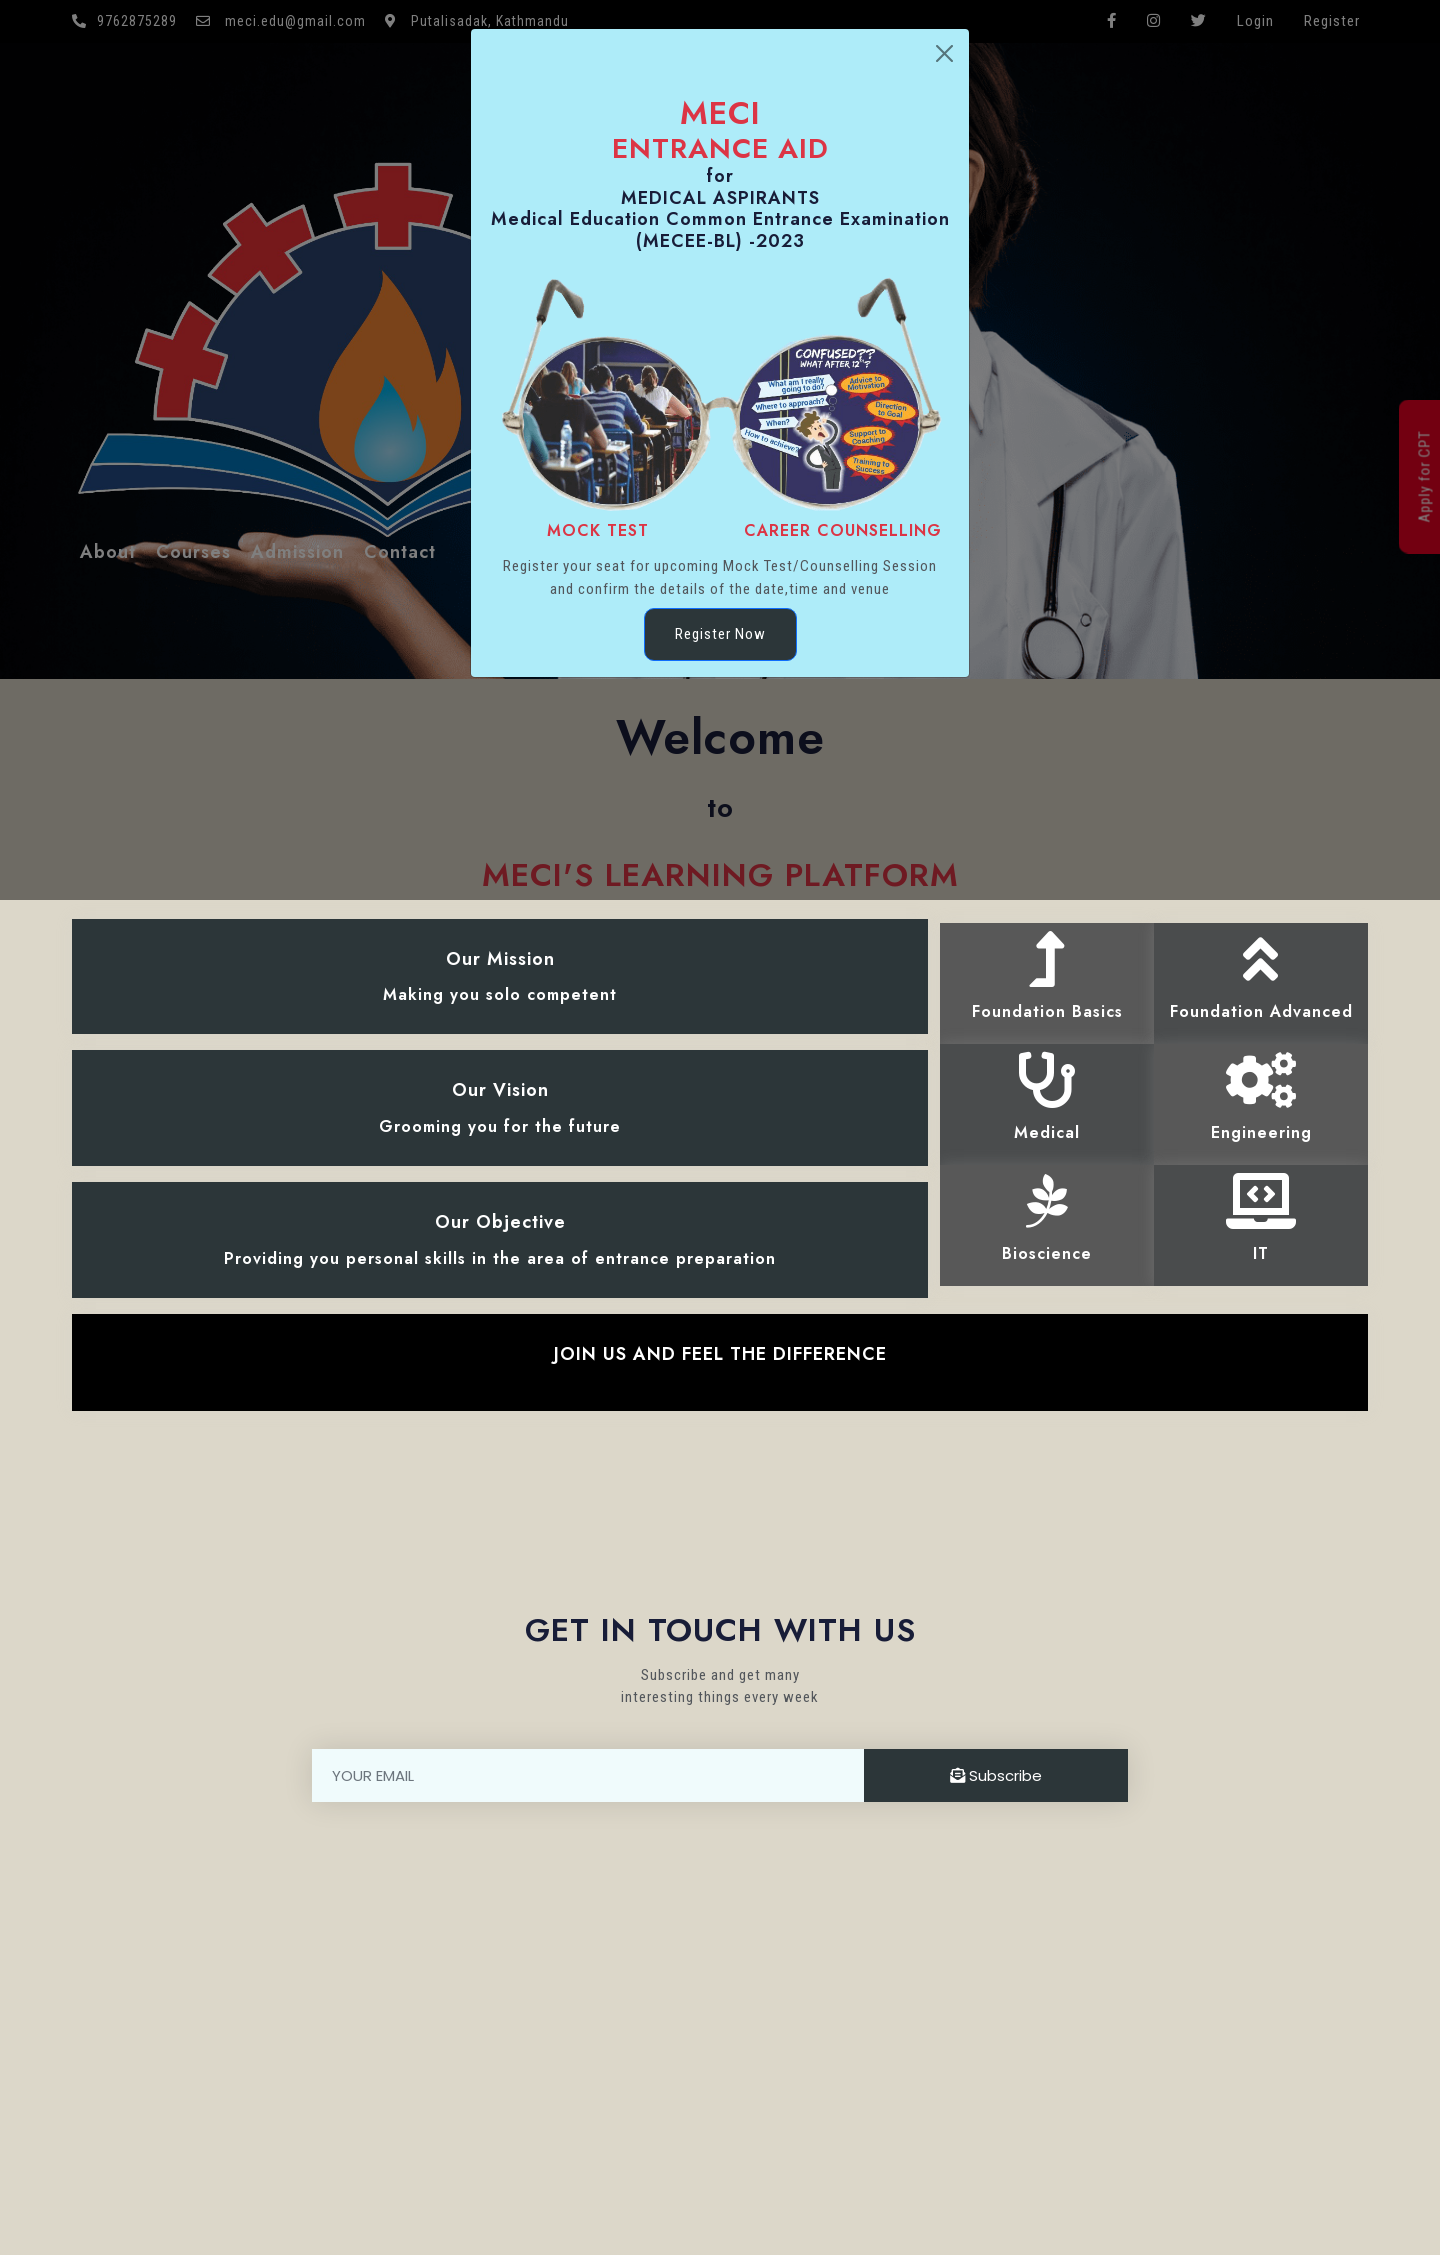 9762875289 meci.edu@gmail.com Putalisadak, Kathmandu Login Register
MECI
ENTRANCE AID
for
MEDICAL ASPIRANTS
Medical Education Common Entrance Examination
(MECEE-BL) -2023
CONFUSED??
WHAT AFTER 12th?
What am I really
going to do?
Where to approach?
When?
How to achieve?
Advice to
Motivation
Direction
to Goal
Support to
Coaching
Training to
Success
MOCK TEST CAREER COUNSELLING
Register your seat for upcoming Mock Test/Counselling Session
and confirm the details of the date,time and venue
Register Now
About Courses Admission Contact
Apply for CPT
Welcome
to
MECI'S LEARNING PLATFORM
Our Mission
Making you solo competent
Our Vision
Grooming you for the future
Our Objective
Providing you personal skills in the area of entrance preparation
Foundation Basics Foundation Advanced
Medical Engineering
Bioscience IT
JOIN US AND FEEL THE DIFFERENCE
GET IN TOUCH WITH US
Subscribe and get many
interesting things every week
YOUR EMAIL Subscribe